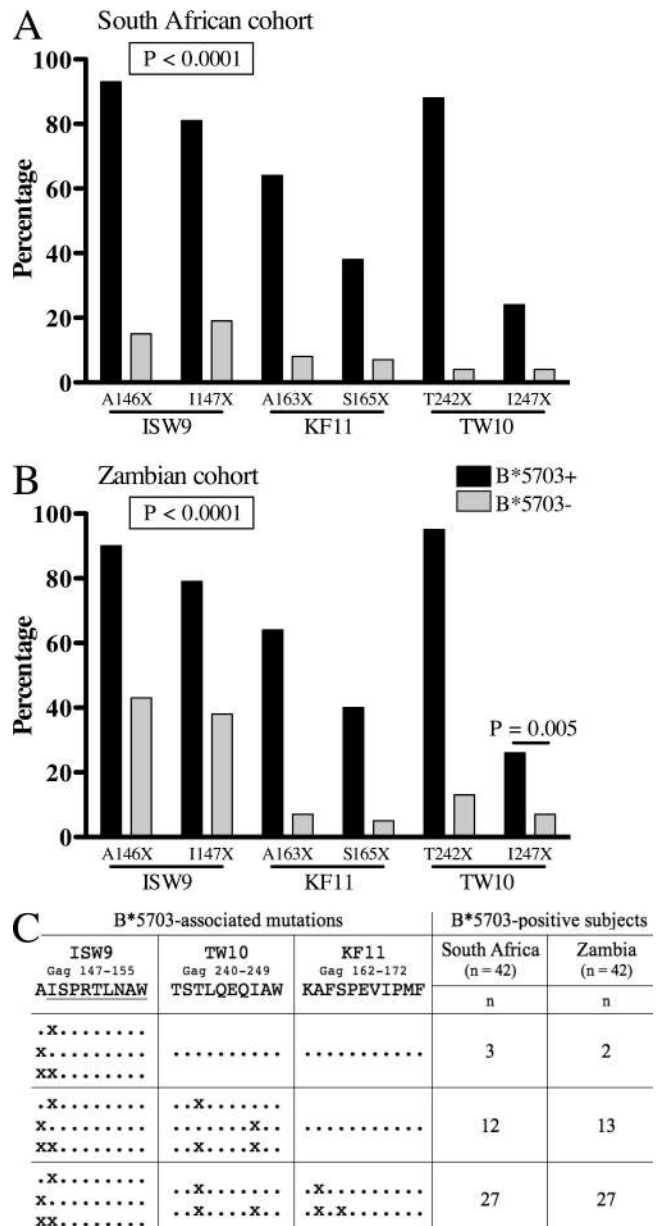 A South African cohort
P < 0.0001
Percentage
100
80
60
40
20
0
A146X I147X A163X S165X T242X I247X
ISW9 KF11 TW10
B Zambian cohort
B*5703+
B*5703-
P < 0.0001
Percentage
100
80
60
40
20
0
P = 0.005
A146X I147X A163X S165X T242X I247X
ISW9 KF11 TW10
C B*5703-associated mutations B*5703-positive subjects
ISW9 TW10 KF11 South Africa Zambia
Gag 147-155 Gag 240-249 Gag 162-172 (n = 42) (n = 42)
AISPRTLNAW TSTLQEQIAW KAFSPEVIPMF
n n
.x........
x......... .......... ........... 3 2
xx........
.x........ ..x.......
x......... .......x.. ........... 12 13
xx........ ..x....x..
.x........
x......... ..x....... .x......... 27 27
xx........ ..x....x.. .x.x.......